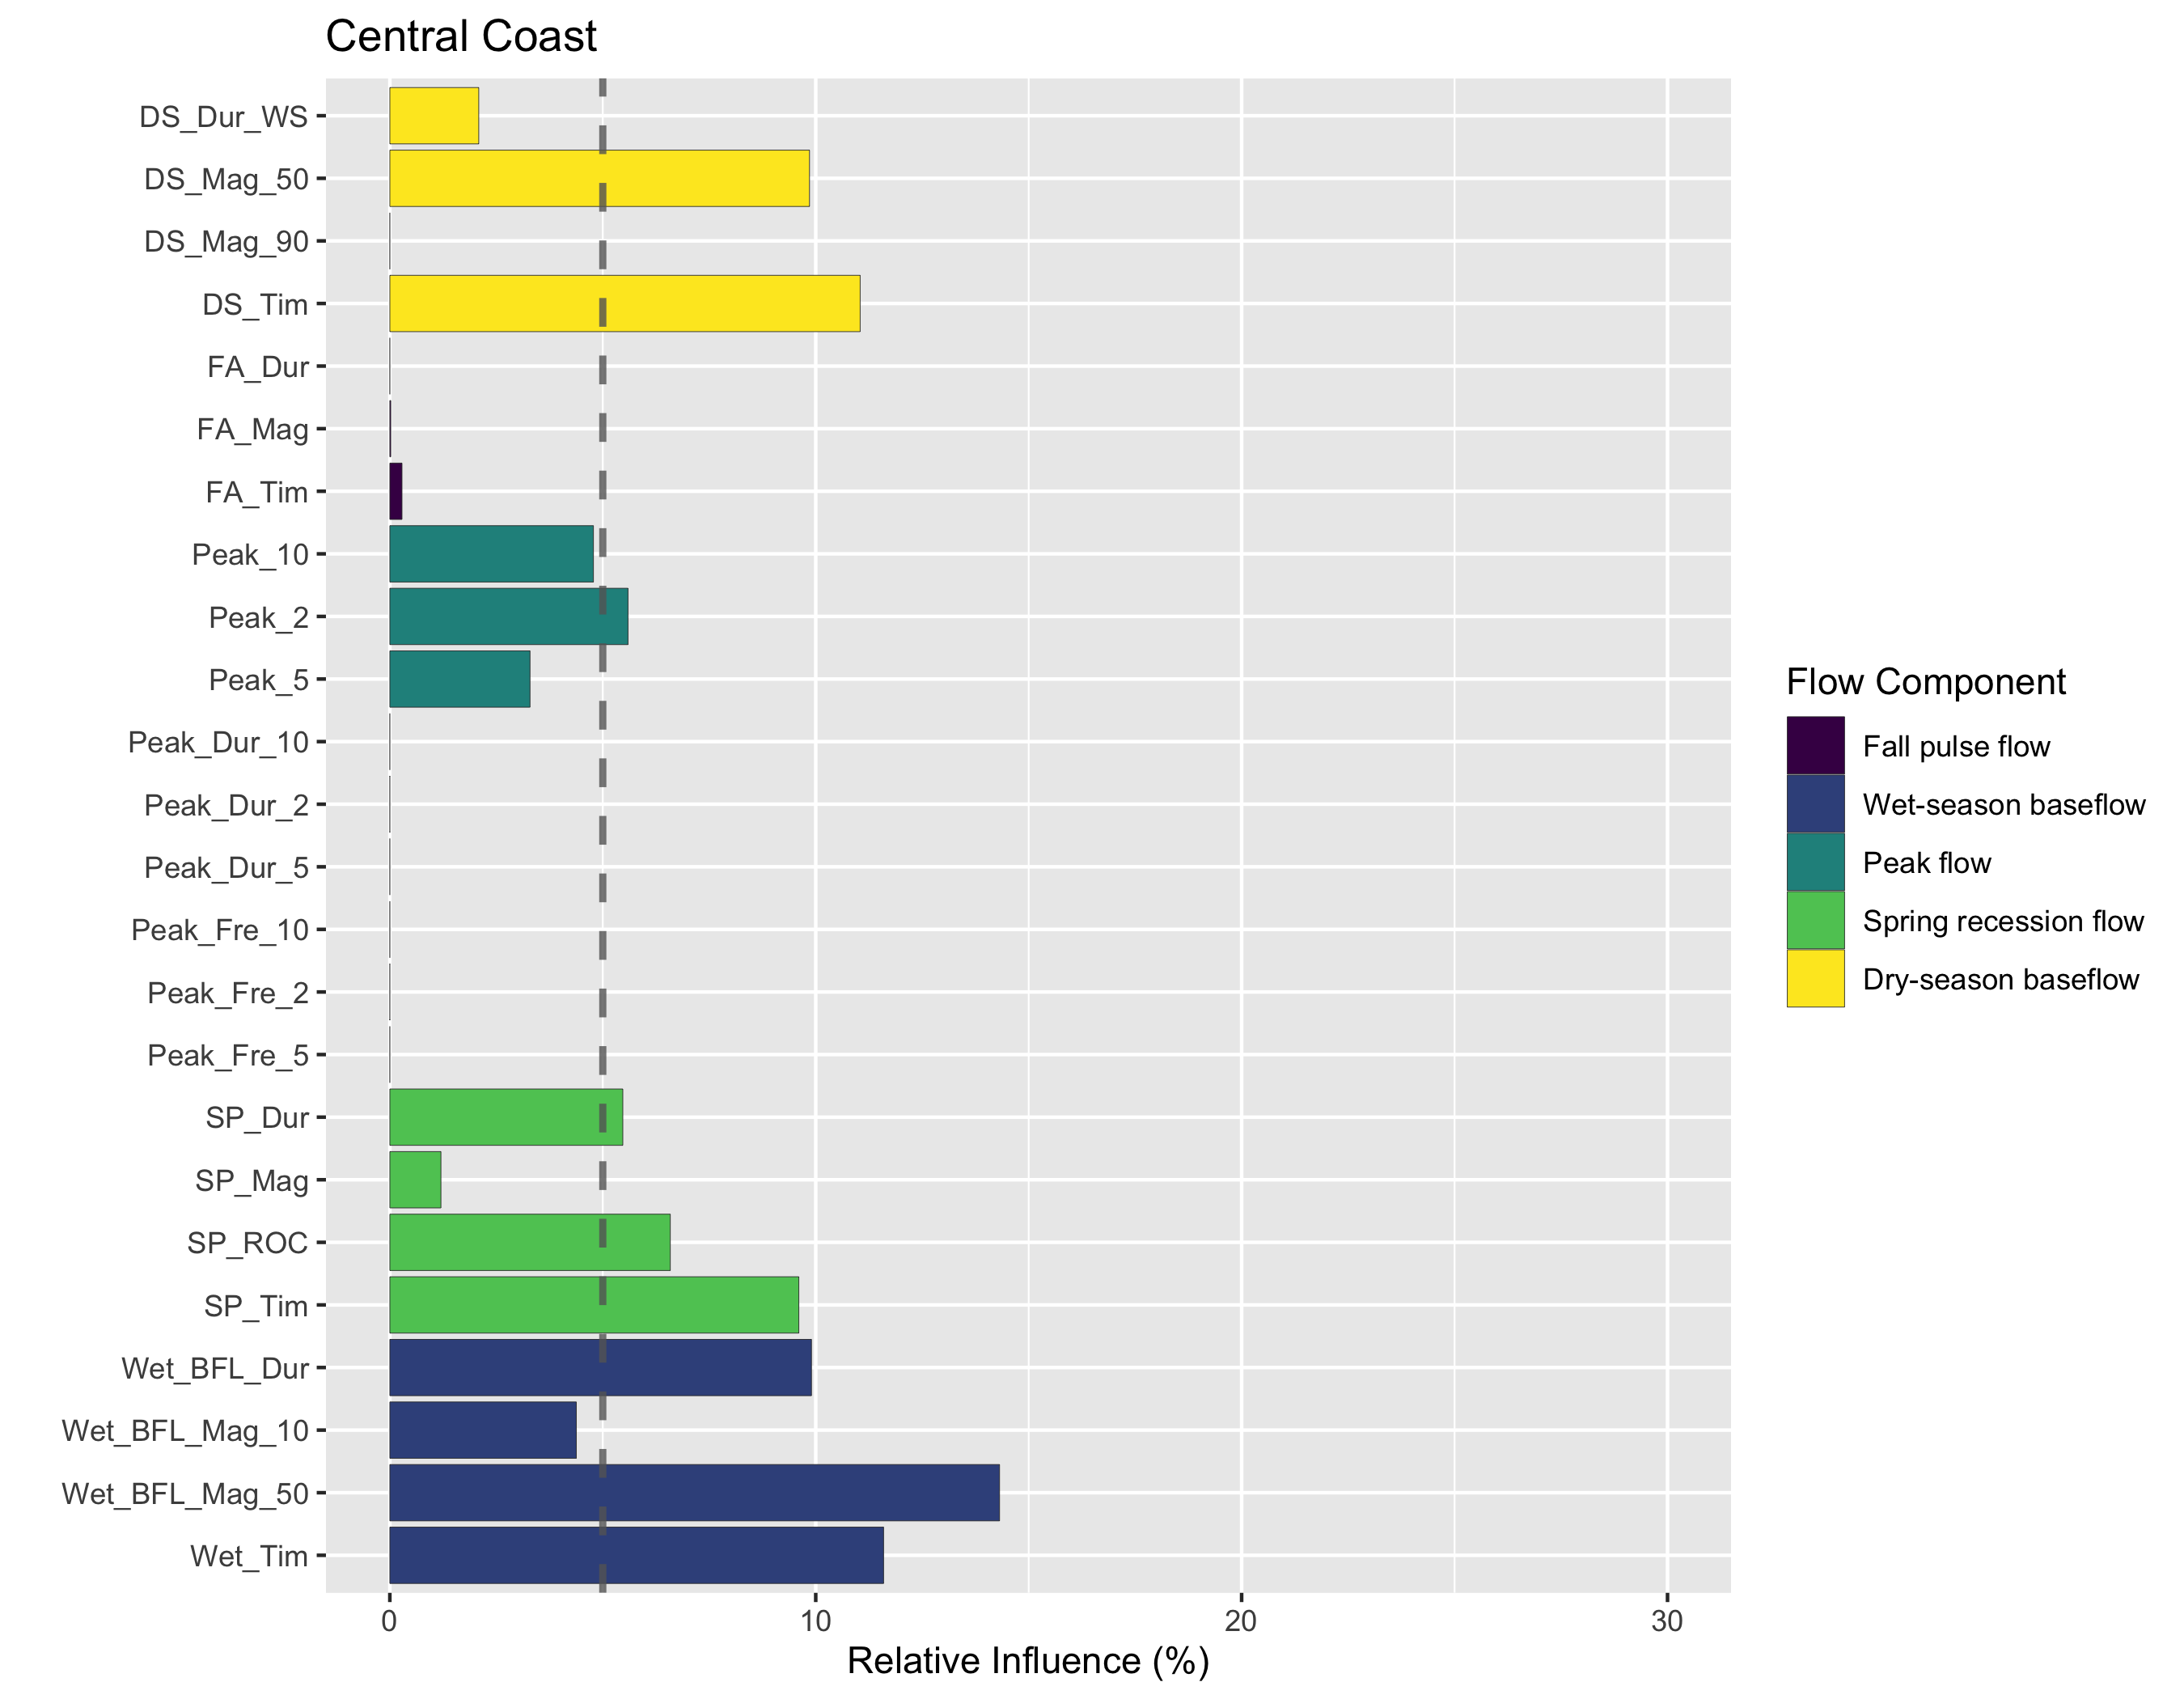 Central Coast
DS_Dur_WS
DS_Mag_50
DS_Mag_90
DS_Tim
FA_Dur
FA_Mag
FA_Tim
Peak_10
Peak_2
Peak_5
Peak_Dur_10
Peak_Dur_2
Peak_Dur_5
Peak_Fre_10
Peak_Fre_2
Peak_Fre_5
SP_Dur
SP_Mag
SP_ROC
SP_Tim
Wet_BFL_Dur
Wet_BFL_Mag_10
Wet_BFL_Mag_50
Wet_Tim
0 10 20 30
Relative Influence (%)
Flow Component
Fall pulse flow
Wet-season baseflow
Peak flow
Spring recession flow
Dry-season baseflow